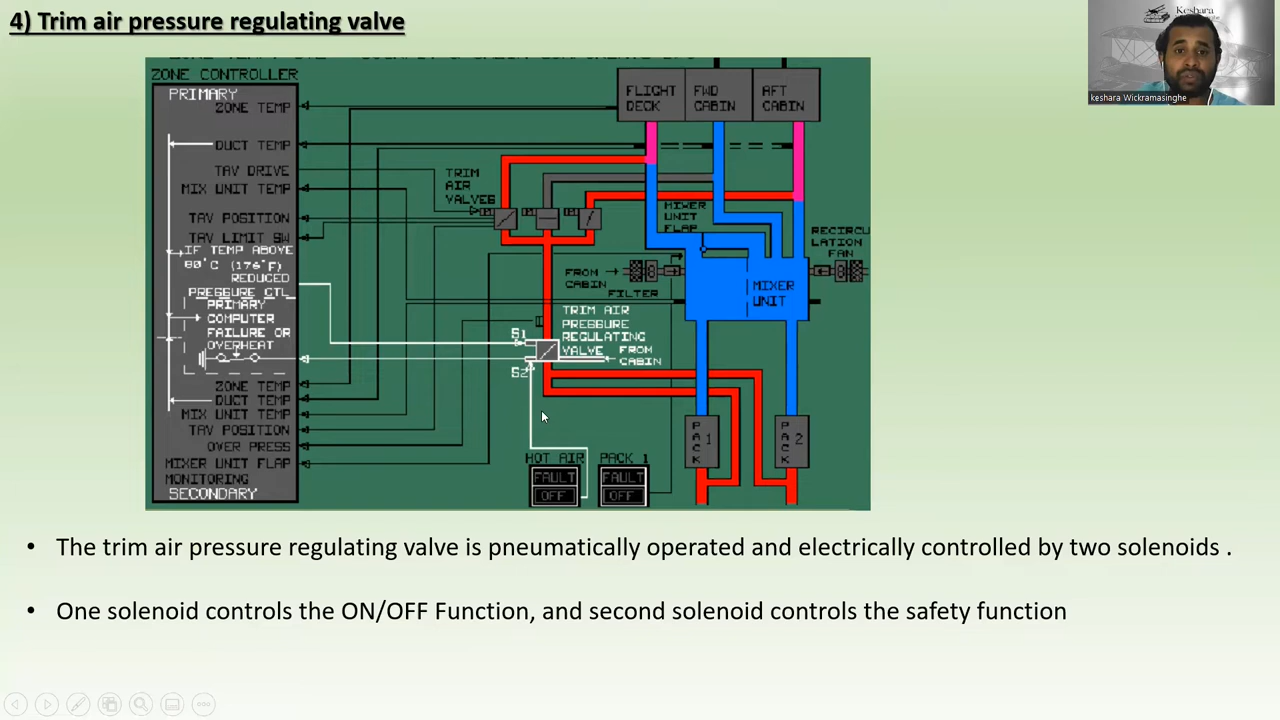 4) Trim air pressure regulating valve
keshara Wickramasinghe
ZONE CONTROLLER
PRIMARY
ZONE TEMP
DUCT TEMP
TAV DRIVE
MIX UNIT TEMP
TAV POSITION
TAV LIMIT SW
IF TEMP ABOVE
80°C (176°F)
REDUCED
PRESSURE CTL
PRIMARY
COMPUTER
FAILURE OR
OVERHEAT
ZONE TEMP
DUCT TEMP
MIX UNIT TEMP
TAV POSITION
OVER PRESS
MIXER UNIT FLAP
MONITORING
SECONDARY
FLIGHT
DECK
FWD
CABIN
AFT
CABIN
TRIM
AIR
VALVES
MIXER
UNIT
FLAP
RECIRCU
LATION
FAN
FROM
CABIN
FILTER
MIXER
UNIT
TRIM AIR
PRESSURE
REGULATING
VALVE
FROM
CABIN
S1
S2
PACK 1
PACK 2
HOT AIR
FAULT
OFF
PACK 1
FAULT
OFF
• The trim air pressure regulating valve is pneumatically operated and electrically controlled by two solenoids .
• One solenoid controls the ON/OFF Function, and second solenoid controls the safety function